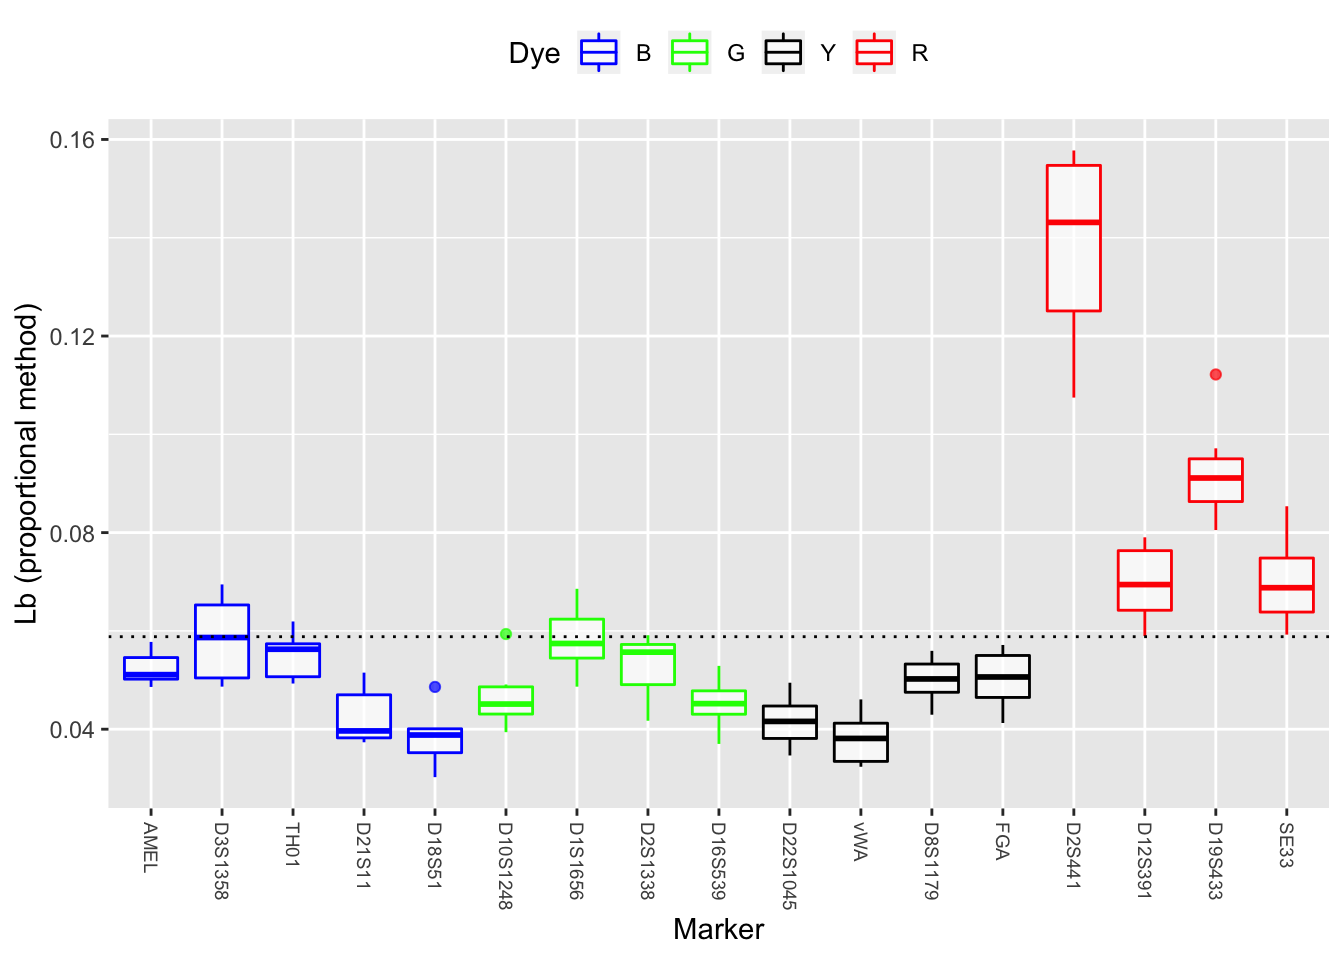 Dye B G Y R
Lb (proportional method)
0.16
0.12
0.08
0.04
AMEL
D3S1358
TH01
D21S11
D18S51
D10S1248
D1S1656
D2S1338
D16S539
D22S1045
vWA
D8S1179
FGA
D2S441
D12S391
D19S433
SE33
Marker